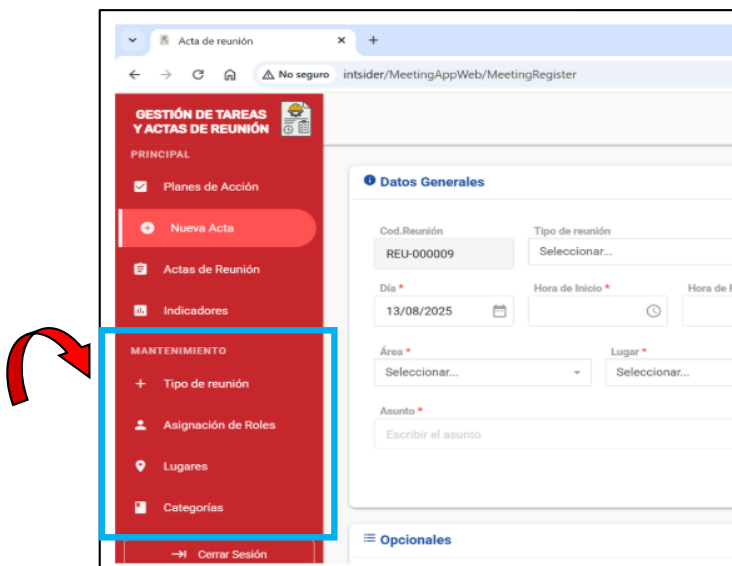 Acta de reunión
No seguro intsider/MeetingAppWeb/MeetingRegister
GESTIÓN DE TAREAS
Y ACTAS DE REUNIÓN
PRINCIPAL
Planes de Acción
Nueva Acta
Actas de Reunión
Indicadores
MANTENIMIENTO
Tipo de reunión
Asignación de Roles
Lugares
Categorías
Cerrar Sesión
Datos Generales
Cod.Reunión Tipo de reunión
REU-000009 Seleccionar...
Día * Hora de Inicio * Hora de
13/08/2025
Área * Lugar *
Seleccionar... Seleccionar...
Asunto *
Escribir el asunto
Opcionales